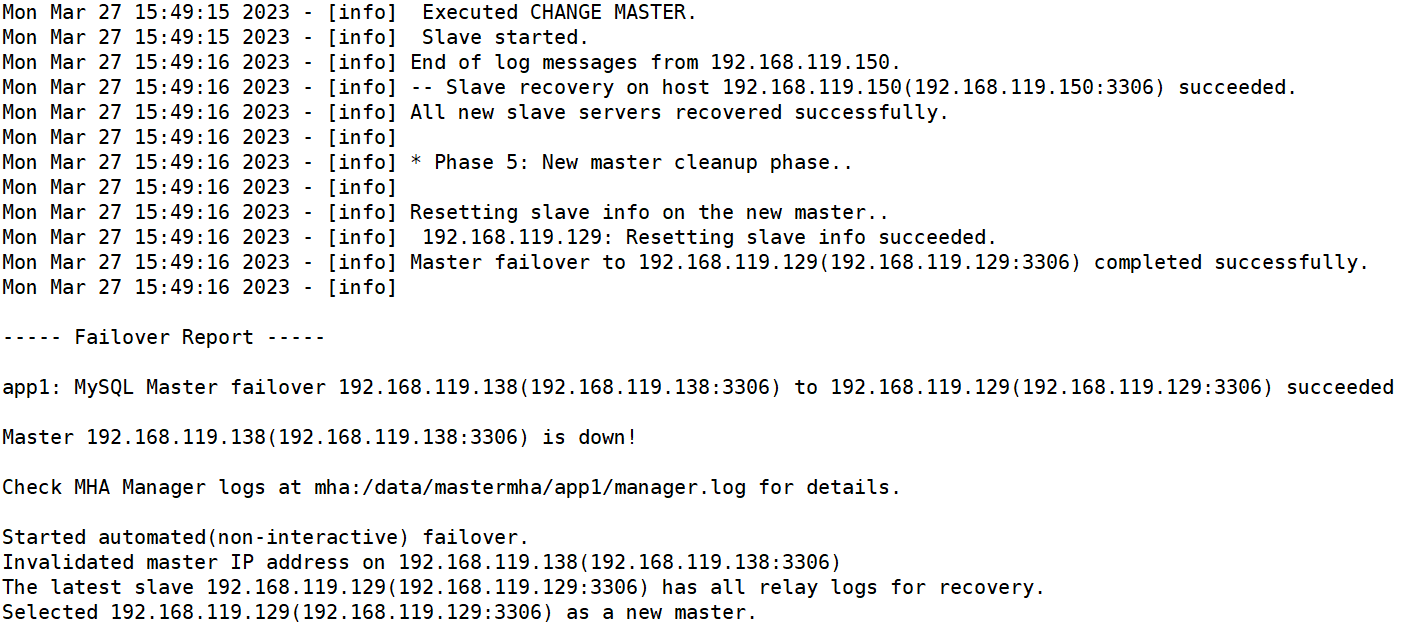 Mon Mar 27 15:49:15 2023 - [info]  Executed CHANGE MASTER.
Mon Mar 27 15:49:15 2023 - [info]  Slave started.
Mon Mar 27 15:49:16 2023 - [info] End of log messages from 192.168.119.150.
Mon Mar 27 15:49:16 2023 - [info] -- Slave recovery on host 192.168.119.150(192.168.119.150:3306) succeeded.
Mon Mar 27 15:49:16 2023 - [info] All new slave servers recovered successfully.
Mon Mar 27 15:49:16 2023 - [info]
Mon Mar 27 15:49:16 2023 - [info] * Phase 5: New master cleanup phase..
Mon Mar 27 15:49:16 2023 - [info]
Mon Mar 27 15:49:16 2023 - [info] Resetting slave info on the new master..
Mon Mar 27 15:49:16 2023 - [info]  192.168.119.129: Resetting slave info succeeded.
Mon Mar 27 15:49:16 2023 - [info] Master failover to 192.168.119.129(192.168.119.129:3306) completed successfully.
Mon Mar 27 15:49:16 2023 - [info]
----- Failover Report -----
app1: MySQL Master failover 192.168.119.138(192.168.119.138:3306) to 192.168.119.129(192.168.119.129:3306) succeeded
Master 192.168.119.138(192.168.119.138:3306) is down!
Check MHA Manager logs at mha:/data/mastermha/app1/manager.log for details.
Started automated(non-interactive) failover.
Invalidated master IP address on 192.168.119.138(192.168.119.138:3306)
The latest slave 192.168.119.129(192.168.119.129:3306) has all relay logs for recovery.
Selected 192.168.119.129(192.168.119.129:3306) as a new master.